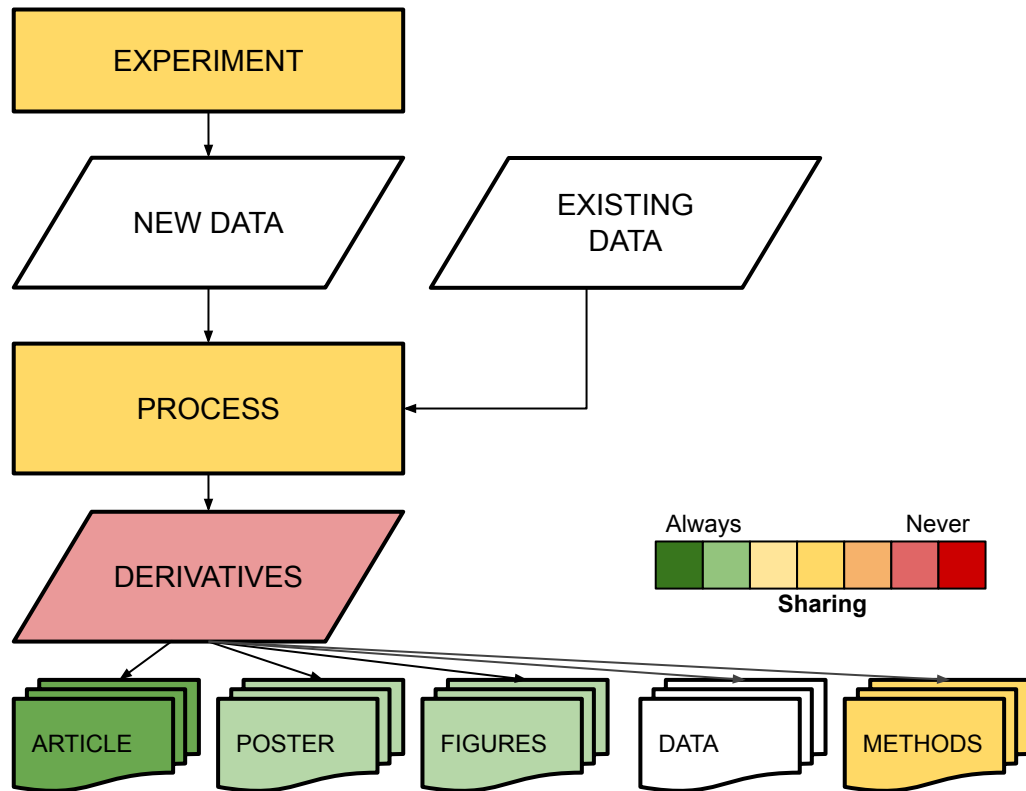 EXPERIMENT
NEW DATA
EXISTING
DATA
PROCESS
DERIVATIVES
Always Never
Sharing
ARTICLE
POSTER
FIGURES
DATA
METHODS